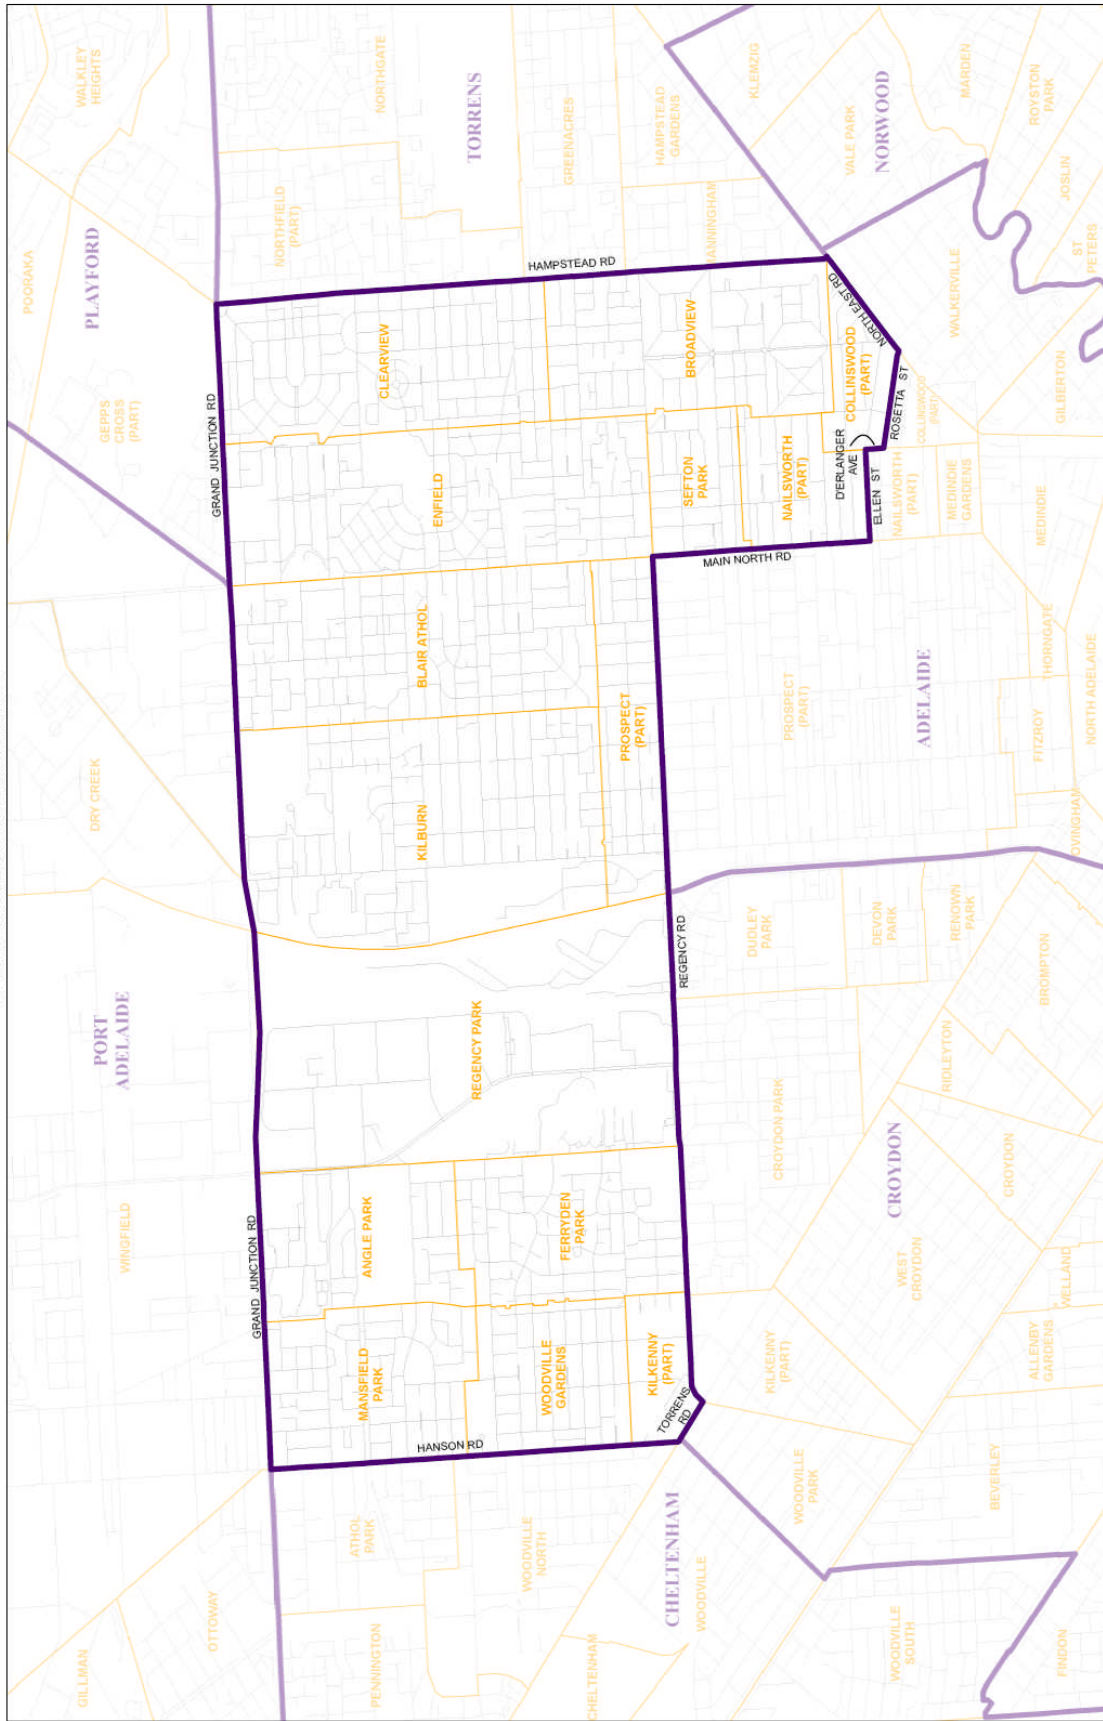 GILLMAN
OTTOWAY
WINGFIELD
PORT
ADELAIDE
DRY CREEK
GEPPS
CROSS
(PART)
PLAYFORD
POORAKA
WALKLEY
HEIGHTS
GRAND JUNCTION RD
GRAND JUNCTION RD
PENNINGTON
ATHOL
PARK
HANSON RD
MANSFIELD
PARK
ANGLE PARK
REGENCY PARK
KILBURN
BLAIR ATHOL
ENFIELD
CLEARVIEW
HAMPSTEAD RD
NORTHFIELD
(PART)
NORTHGATE
TORRENS
GREENACRES
WOODVILLE
NORTH
WOODVILLE
GARDENS
FERRYDEN
PARK
KILKENNY
(PART)
PROSPECT
(PART)
SEFTON
PARK
BROADVIEW
MANNINGHAM
HAMPSTEAD
GARDENS
KLEMZIG
CHELTENHAM
CHELTENHAM
WOODVILLE
TORRENS
RD
REGENCY RD
MAIN NORTH RD
NAILSWORTH
(PART)
COLLINSWOOD
(PART)
NORTH EAST RD
D'ERLANGER
AVE
ELLEN ST
ROSETTA ST
VALE PARK
NORWOOD
MARDEN
ROYSTON
PARK
JOSLIN
ST
PETERS
WALKERVILLE
GILBERTON
COLLINSWOOD
(PART)
NAILSWORTH
(PART)
MEDINDIE
GARDENS
MEDINDIE
THORNGATE
NORTH ADELAIDE
FITZROY
OVINGHAM
PROSPECT
(PART)
ADELAIDE
DUDLEY
PARK
DEVON
PARK
RENOWN
PARK
BROMPTON
RIDLEYTON
CROYDON PARK
CROYDON
CROYDON
WEST
CROYDON
WELLAND
ALLENBY
GARDENS
KILKENNY
(PART)
WOODVILLE
PARK
BEVERLEY
WOODVILLE
SOUTH
FINDON